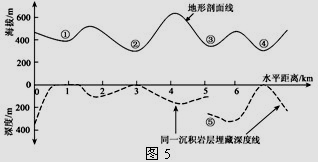 海拔/m
地形剖面线
600
400
200
0
① ② ③ ④
水平距离/km
0 1 2 3 4 5 6
200
400
深度/m
⑤
同一沉积岩层埋藏深度线
图 5